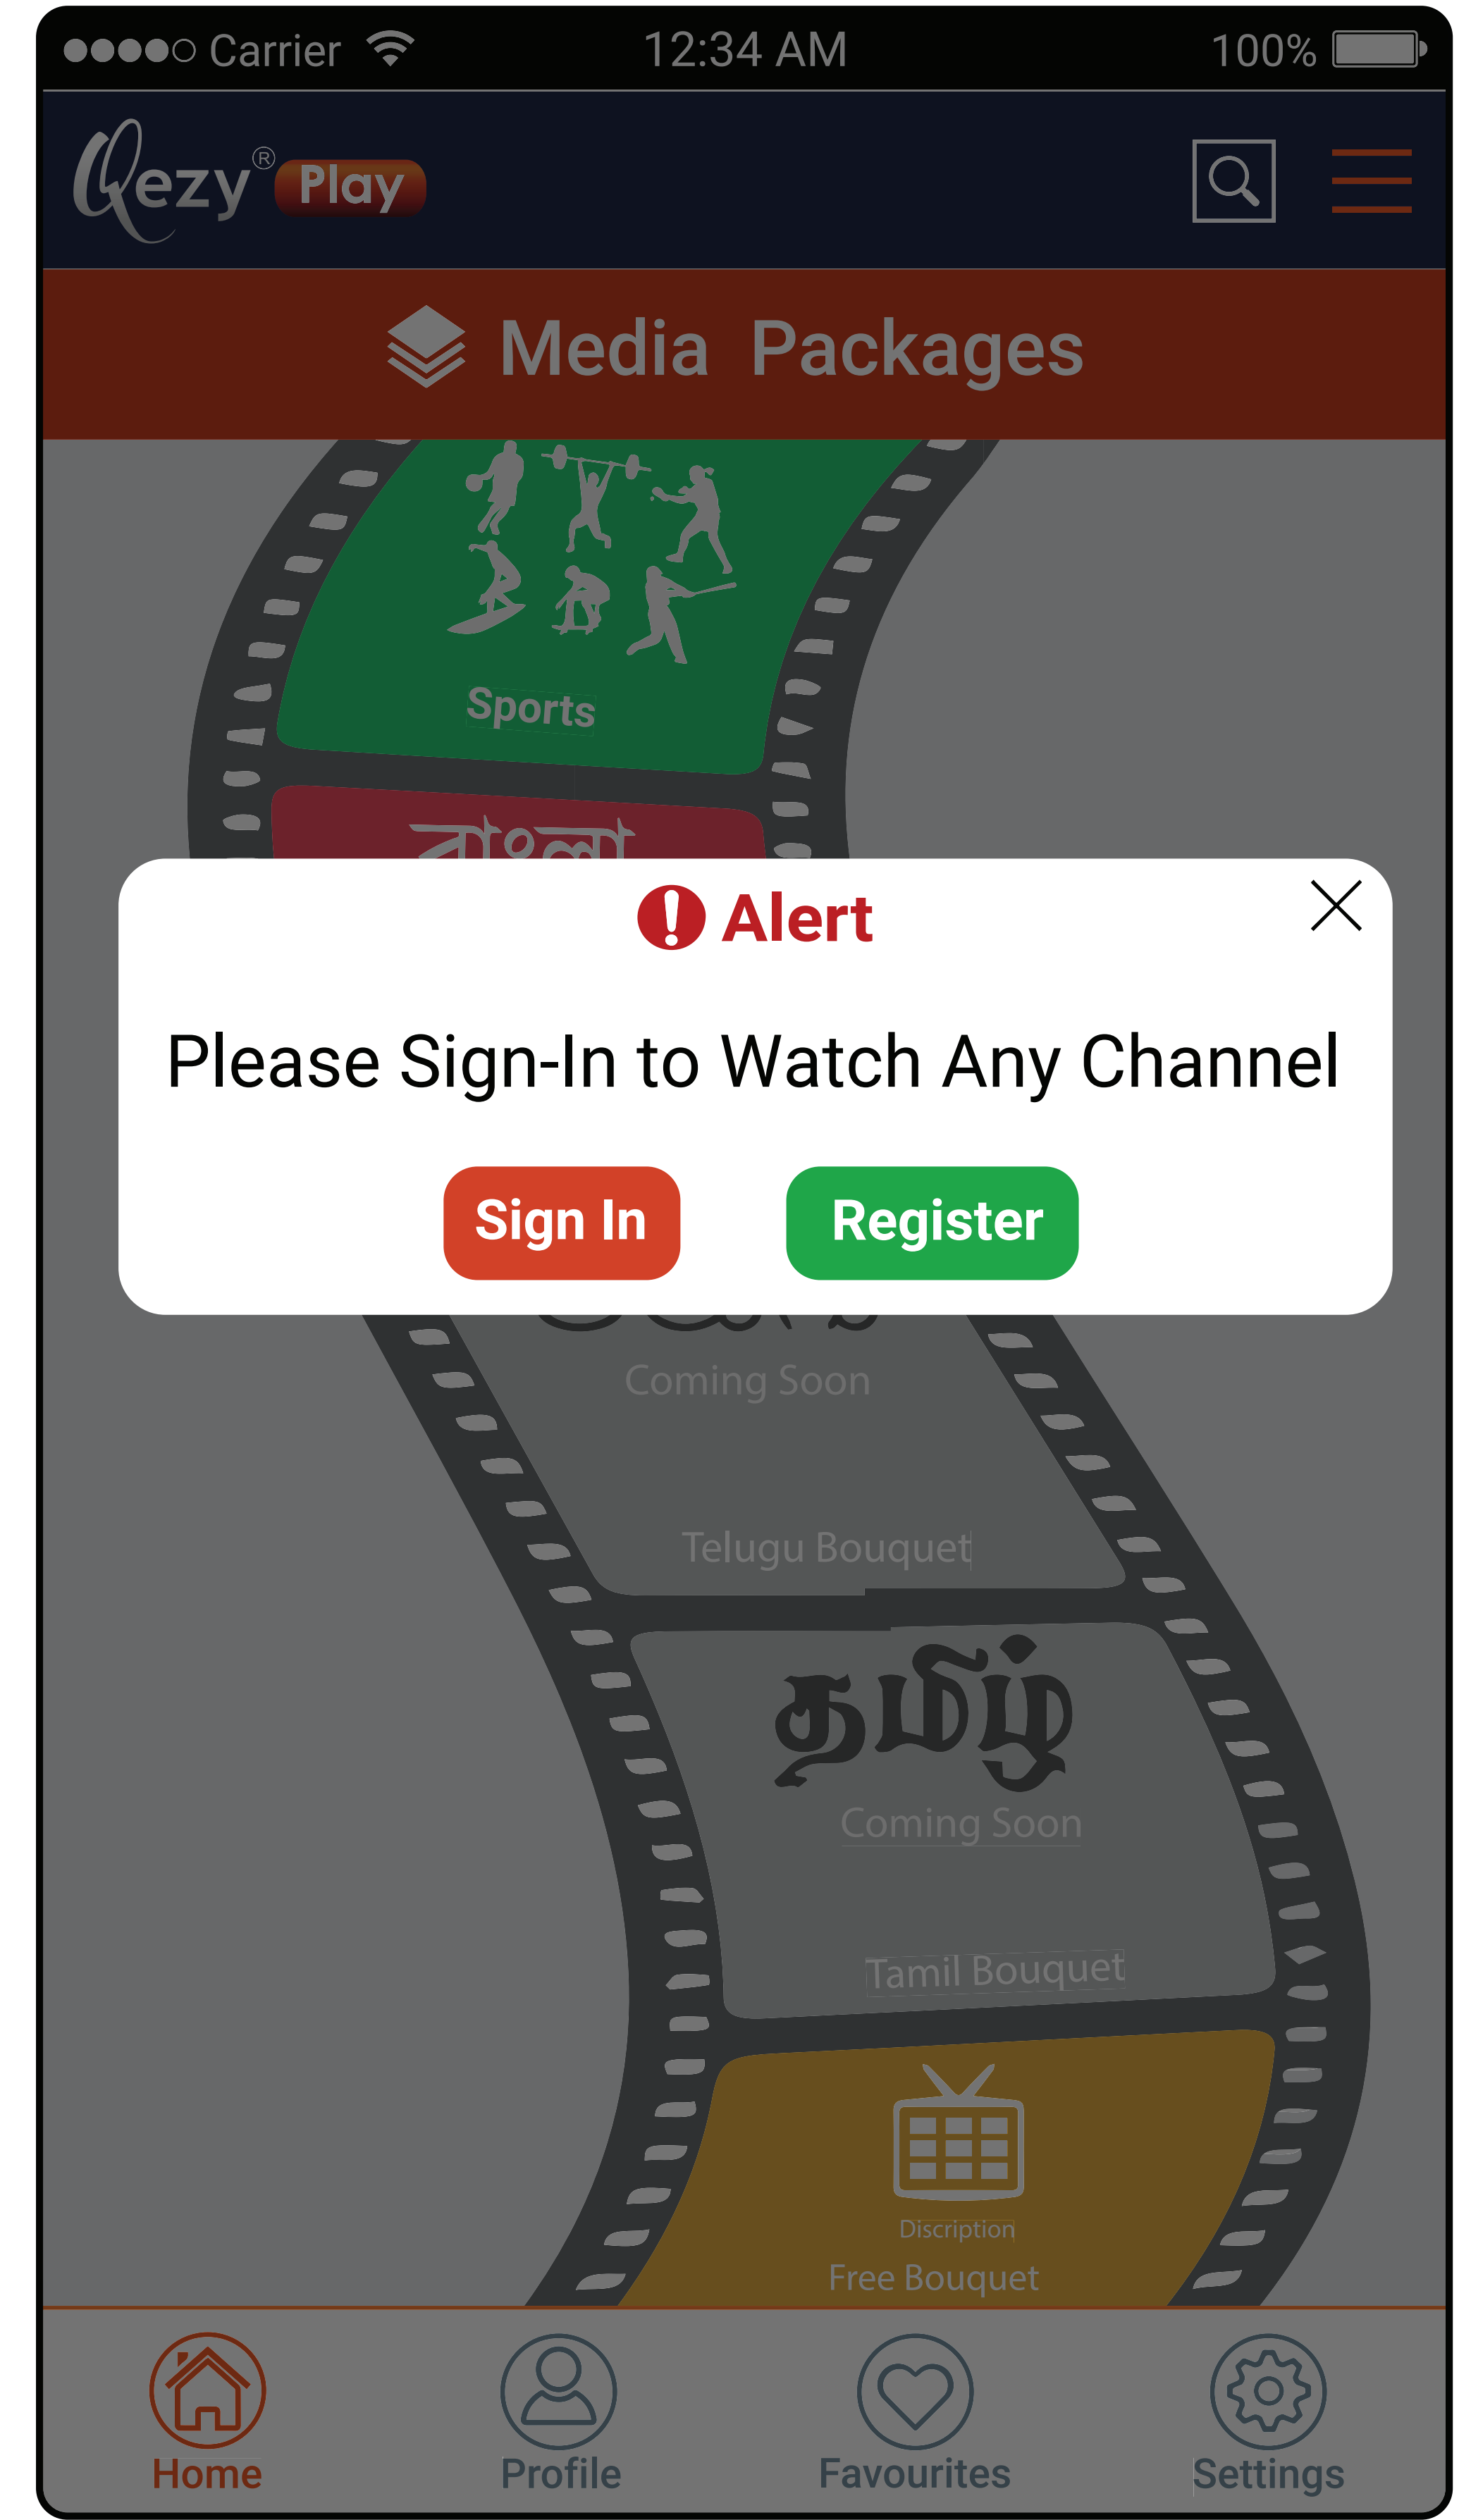 Carrier 12:34 AM 100%
Rezy® Play
Media Packages
Sports
বাংলা
Alert
Please Sign-In to Watch Any Channel
Sign In Register
Coming Soon
Telugu Bouquet
தமிழ்
Coming Soon
Tamil Bouquet
Discription
Free Bouquet
Home Profile Favourites Settings